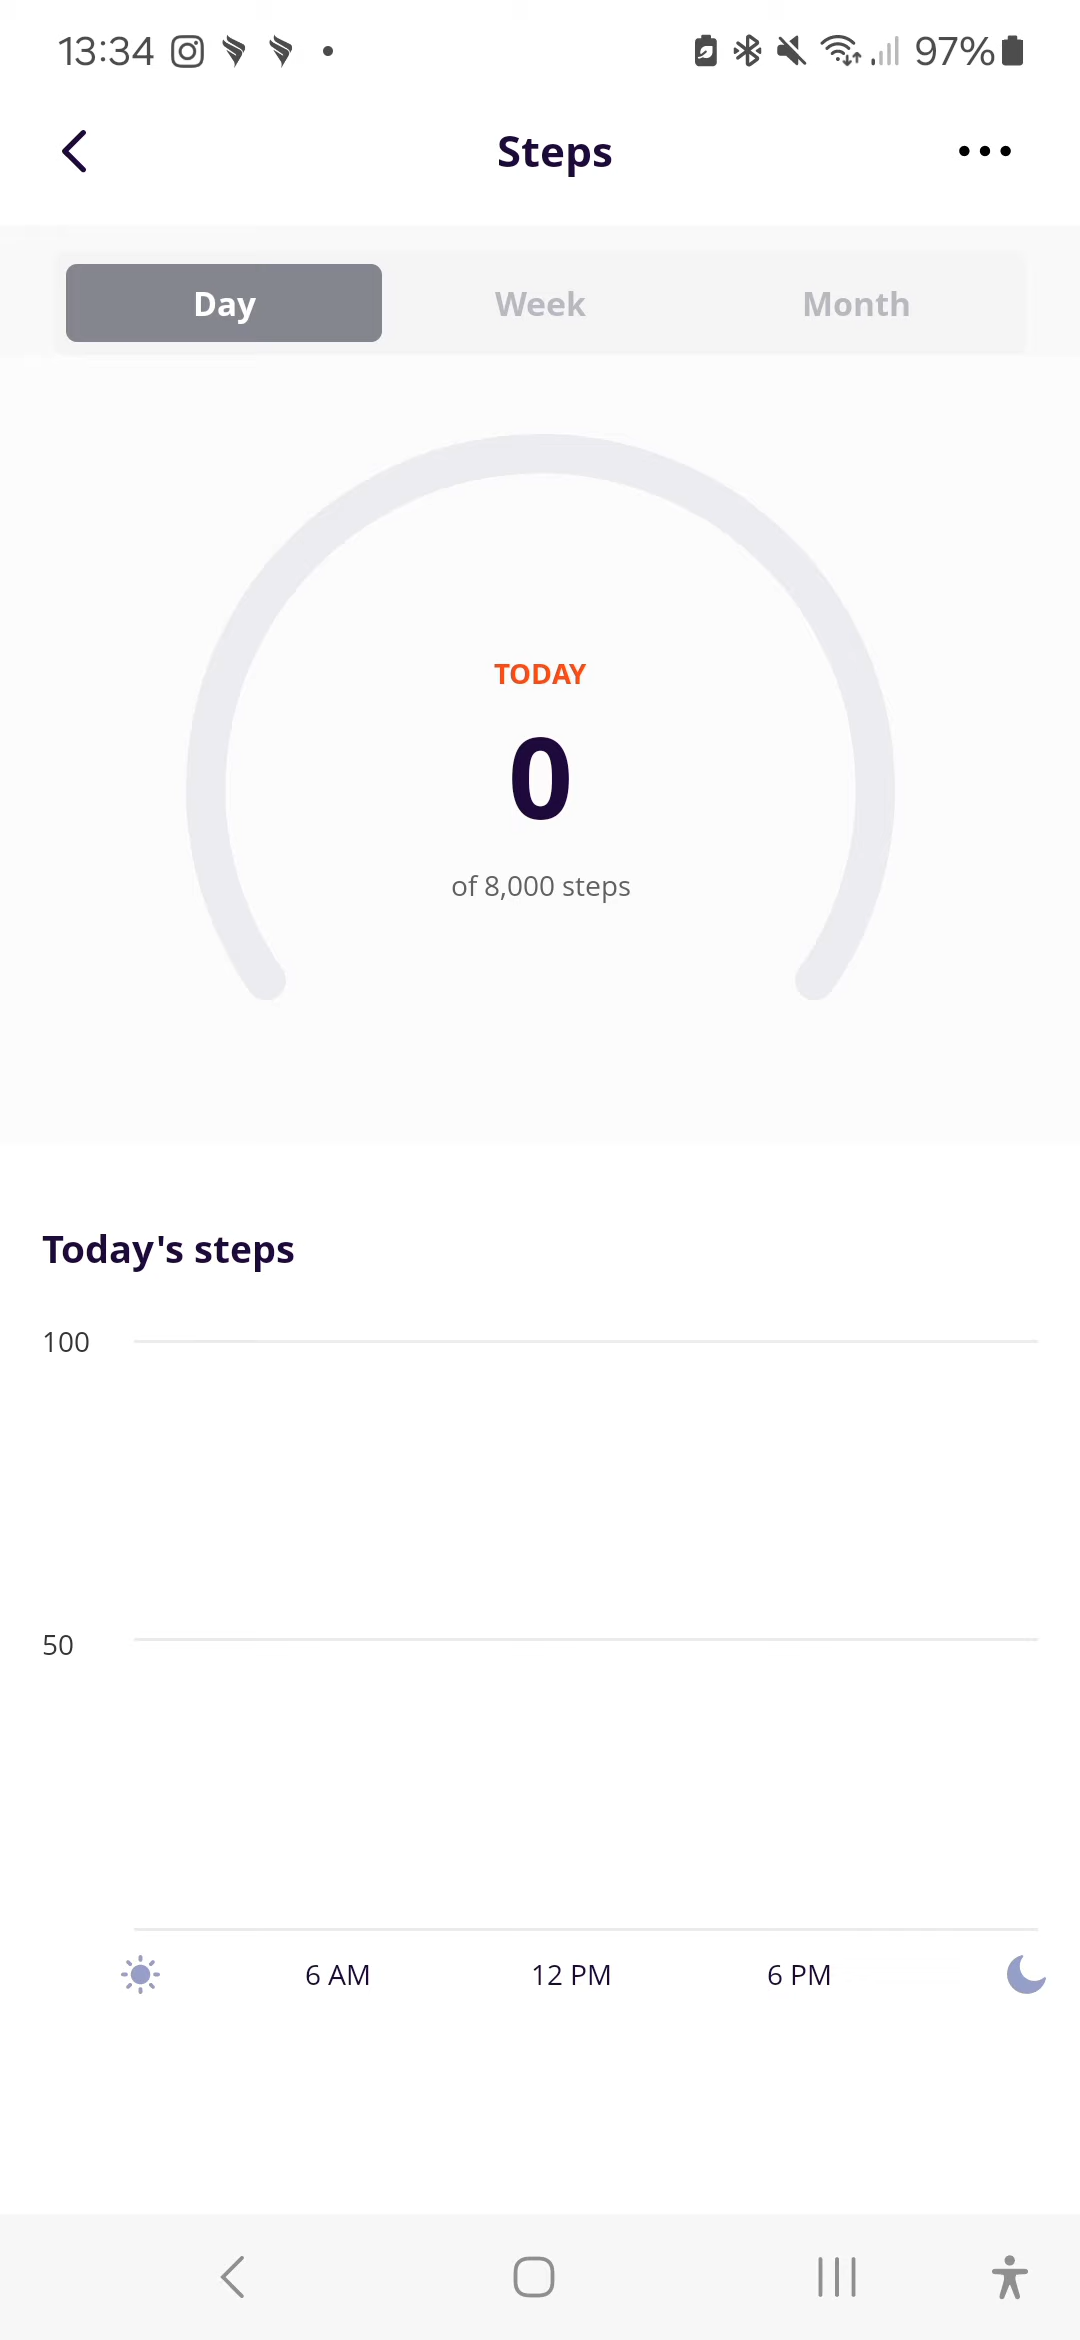 13:34 97%
Steps
Day Week Month
TODAY
0
of 8,000 steps
Today's steps
100
50
6 AM 12 PM 6 PM